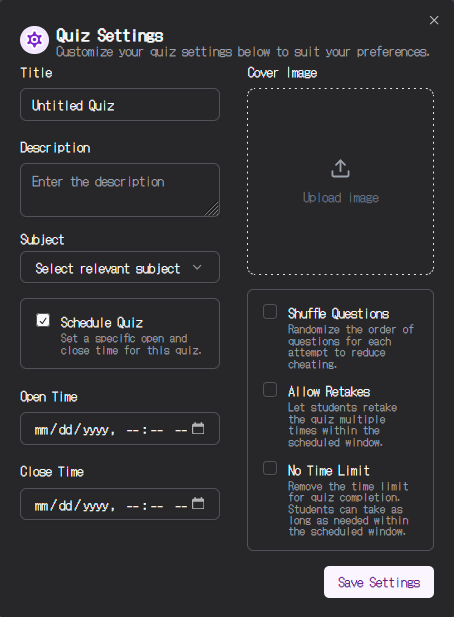 Quiz Settings
Customize your quiz settings below to suit your preferences.
Title
Untitled Quiz
Description
Enter the description
Subject
Select relevant subject
Schedule Quiz
Set a specific open and
close time for this quiz.
Open Time
mm/dd/yyyy, --:-- --
Close Time
mm/dd/yyyy, --:-- --
Cover Image
Upload Image
Shuffle Questions
Randomize the order of
questions for each
attempt to reduce
cheating.
Allow Retakes
Let students retake
the quiz multiple
times within the
scheduled window.
No Time Limit
Remove the time limit
for quiz completion.
Students can take as
long as needed within
the scheduled window.
Save Settings